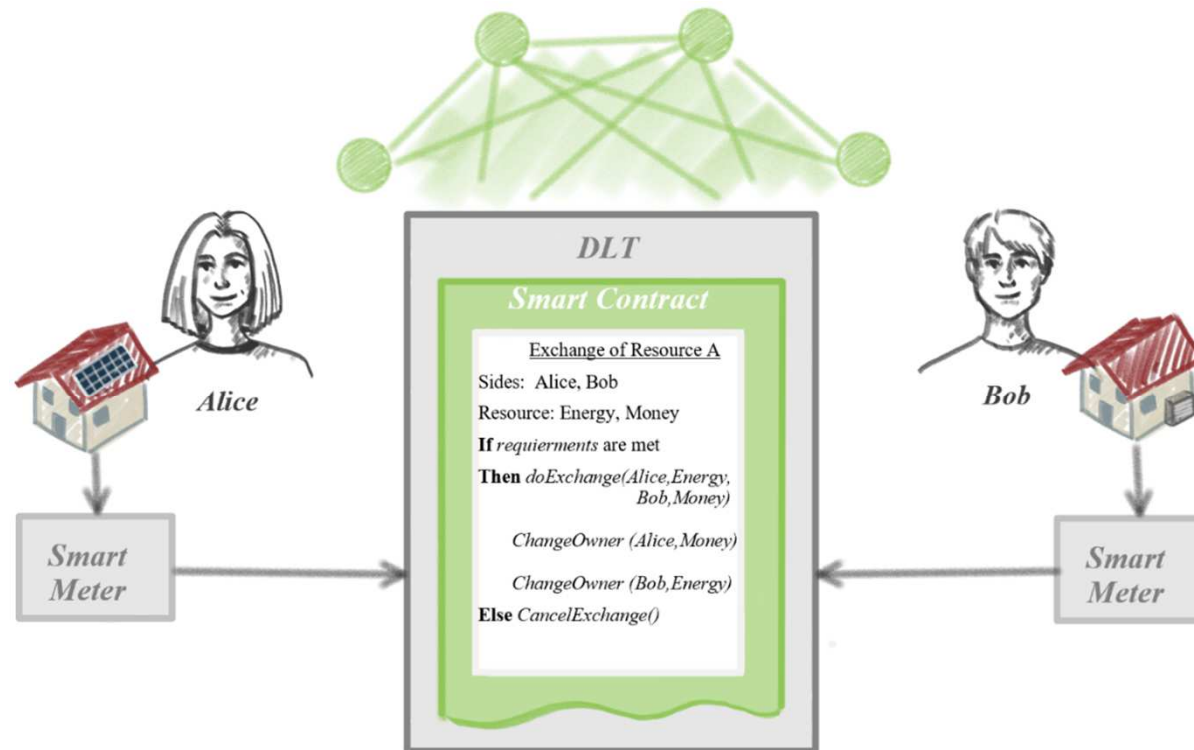 DLT
Smart Contract
Exchange of Resource A
Sides: Alice, Bob
Resource: Energy, Money
If requierments are met
Then doExchange(Alice,Energy,
Bob,Money)
ChangeOwner (Alice,Money)
ChangeOwner (Bob,Energy)
Else CancelExchange()
Alice
Smart
Meter
Bob
Smart
Meter